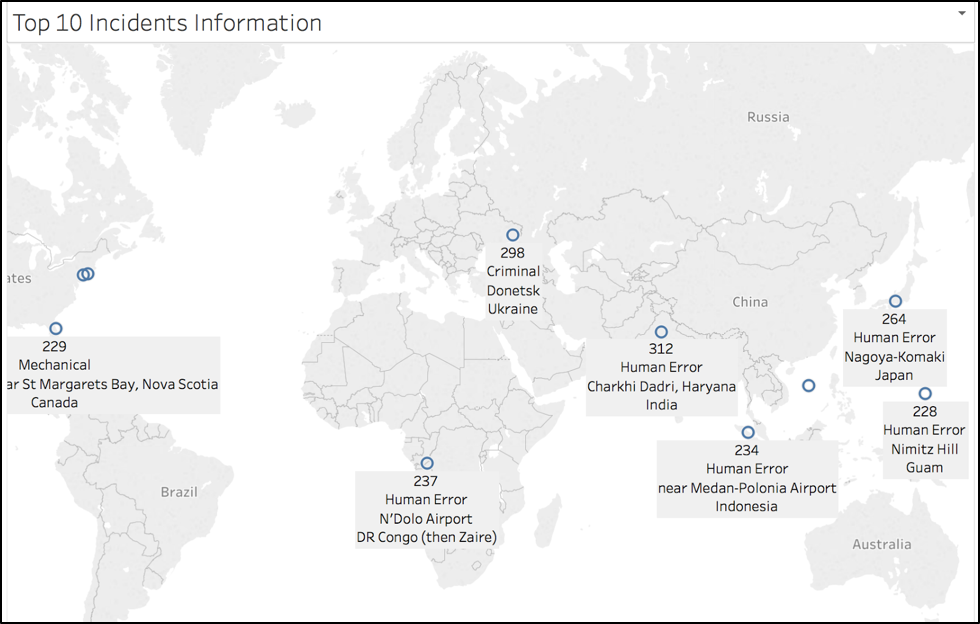 Top 10 Incidents Information
Russia
ates
298
Criminal
Donetsk
Ukraine
China
229
Mechanical
ar St Margarets Bay, Nova Scotia
Canada
264
Human Error
Nagoya-Komaki
Japan
312
Human Error
Charkhi Dadri, Haryana
India
228
Human Error
Nimitz Hill
Guam
234
Human Error
near Medan-Polonia Airport
Indonesia
237
Human Error
N'Dolo Airport
DR Congo (then Zaire)
Brazil
Australia